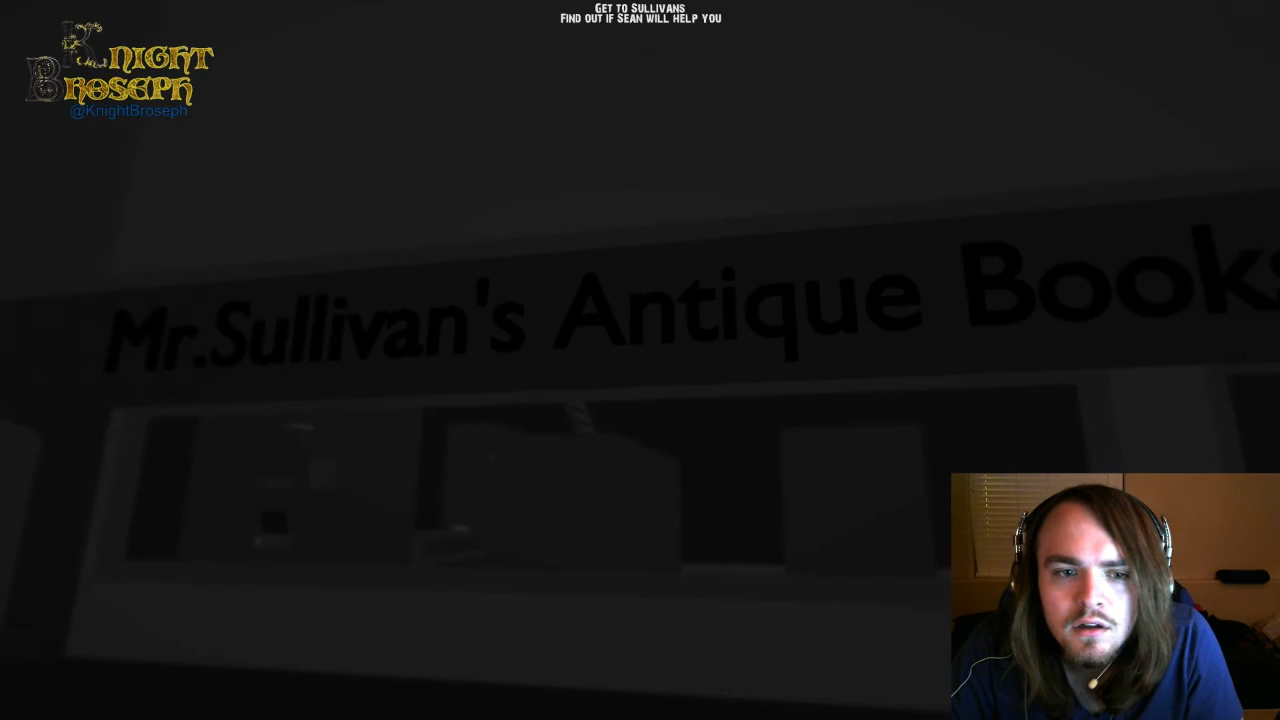 Get to Sullivans
Find out if Sean will help you
Knight
Broseph
@KnightBroseph
Mr.Sullivan's Antique Books